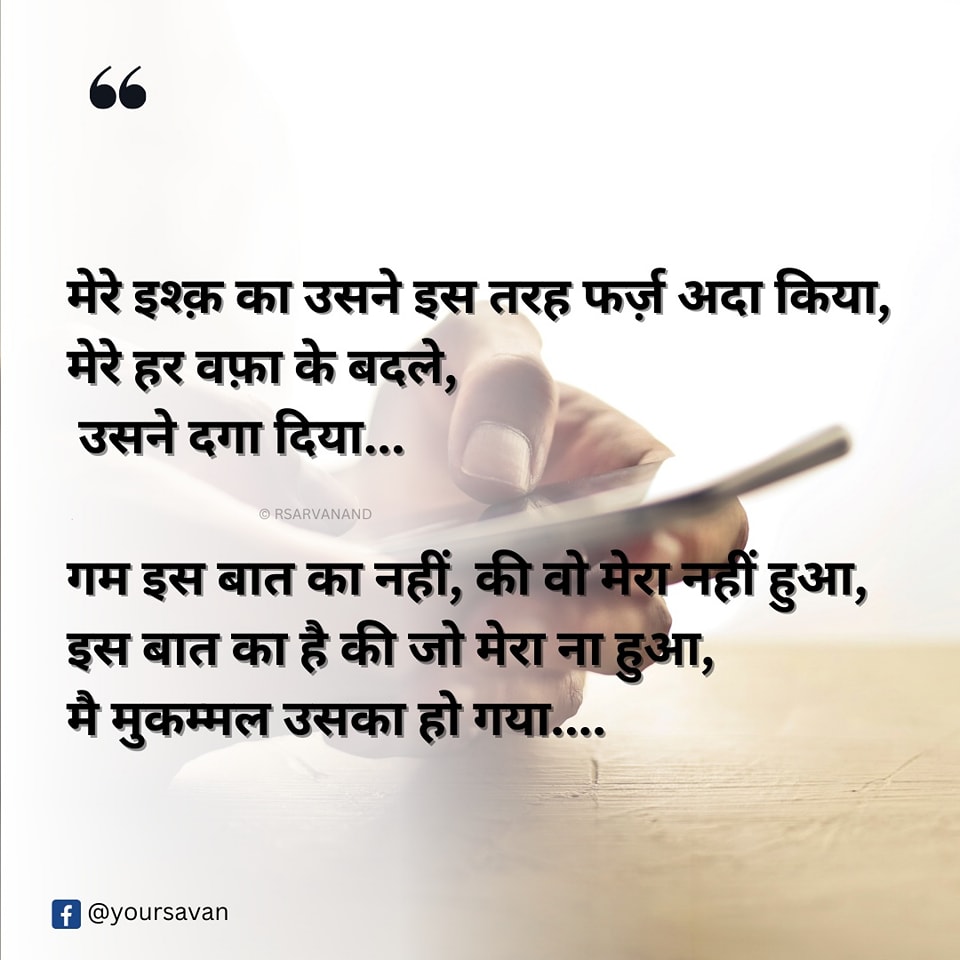 “
मेरे इश्क़ का उसने इस तरह फर्ज़ अदा किया,
मेरे हर वफ़ा के बदले,
उसने दगा दिया...
© RSARVANAND
गम इस बात का नहीं, की वो मेरा नहीं हुआ,
इस बात का है की जो मेरा ना हुआ,
मै मुकम्मल उसका हो गया....
@yoursavan